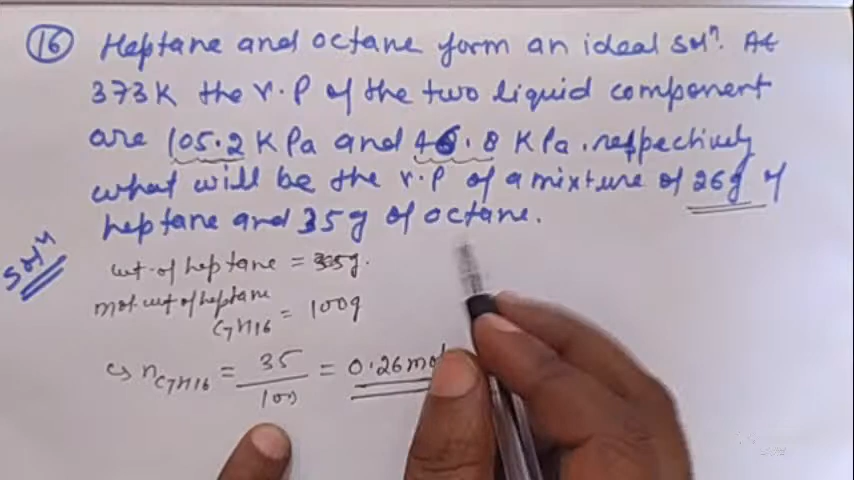 16 Heptane and octane form an ideal solⁿ. At
373K the V.P of the two liquid component
are 105.2 KPa and 46.8 KPa. respectively
what will be the V.P of a mixture of 26g of
heptane and 35g of octane.
Solⁿ
wt. of heptane = 35g.
mol. wt of heptane
C7H16 = 100g
↪ nC7H16 = 35/100 = 0.26 mol